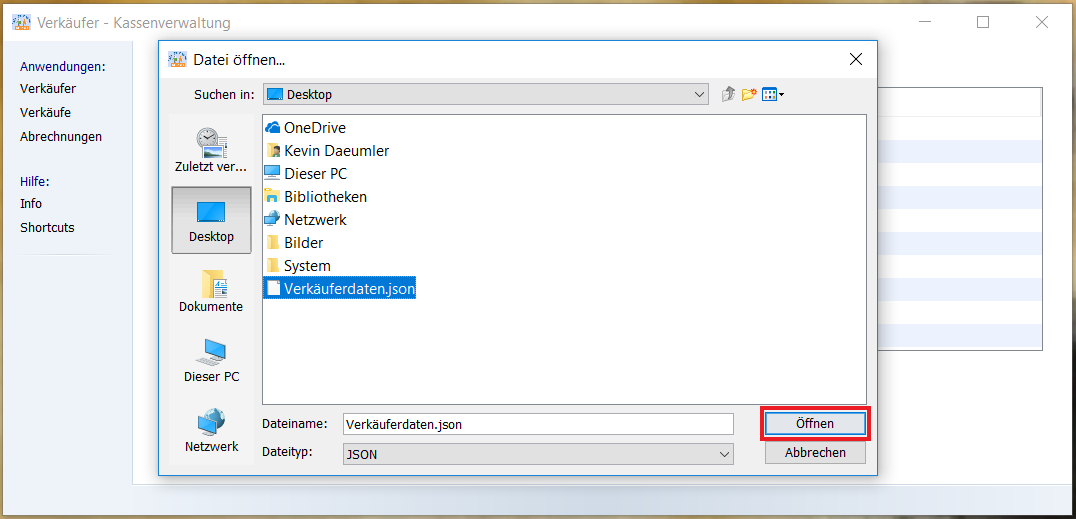 Verkäufer - Kassenverwaltung
Anwendungen:
Verkäufer
Verkäufe
Abrechnungen
Hilfe:
Info
Shortcuts
Datei öffnen...
Suchen in:
Desktop
Zuletzt ver...
Desktop
Dokumente
Dieser PC
Netzwerk
OneDrive
Kevin Daeumler
Dieser PC
Bibliotheken
Netzwerk
Bilder
System
Verkäuferdaten.json
Dateiname:
Verkäuferdaten.json
Öffnen
Dateityp:
JSON
Abbrechen